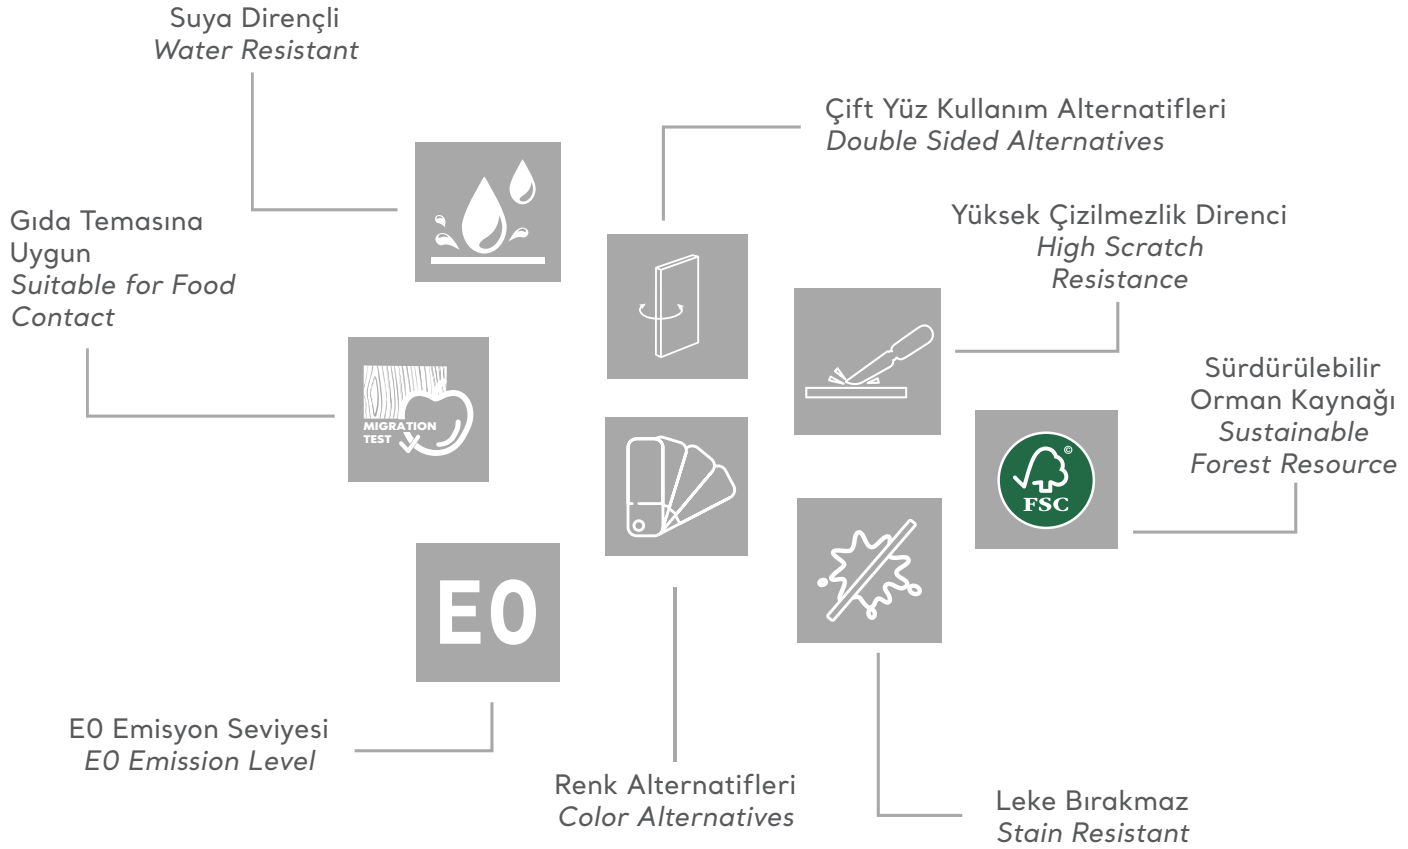 Suya Dirençli
Water Resistant
Çift Yüz Kullanım Alternatifleri
Double Sided Alternatives
Gıda Temasına
Uygun
Suitable for Food
Contact
Yüksek Çizilmezlik Direnci
High Scratch
Resistance
MIGRATION
TEST
Sürdürülebilir
Orman Kaynağı
Sustainable
Forest Resource
©
FSC
E0
E0 Emisyon Seviyesi
E0 Emission Level
Renk Alternatifleri
Color Alternatives
Leke Bırakmaz
Stain Resistant